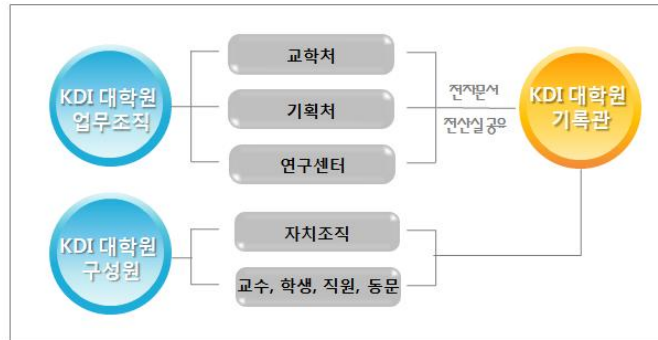 KDI 대학원
업무조직
교학처
기획처
연구센터
전자문서
전산실 공유
KDI 대학원
기록관
KDI 대학원
구성원
자치조직
교수, 학생, 직원, 동문